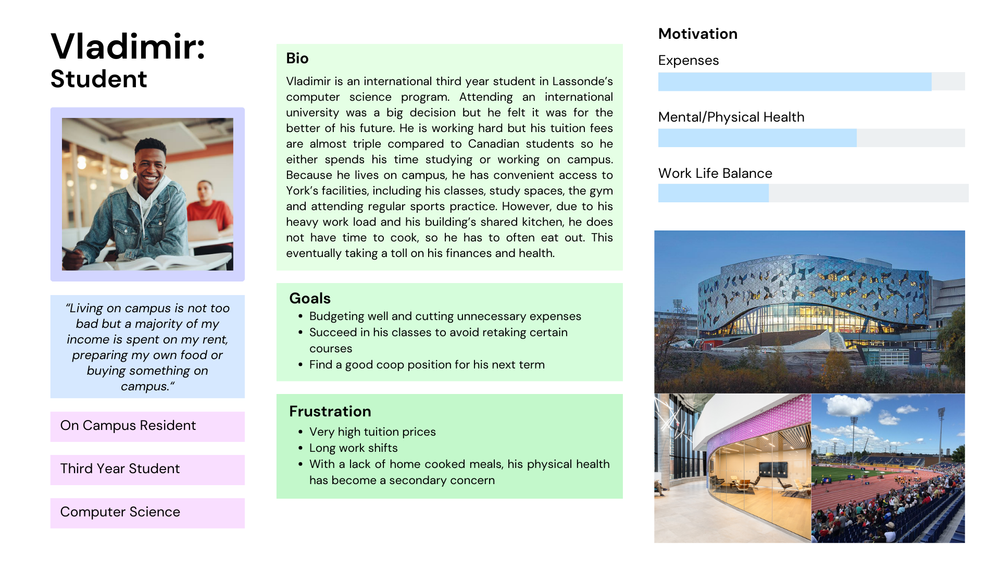 Vladimir:
Student
“Living on campus is not too
bad but a majority of my
income is spent on my rent,
preparing my own food or
buying something on
campus.“
On Campus Resident
Third Year Student
Computer Science
Bio
Vladimir is an international third year student in Lassonde’s
computer science program. Attending an international
university was a big decision but he felt it was for the
better of his future. He is working hard but his tuition fees
are almost triple compared to Canadian students so he
either spends his time studying or working on campus.
Because he lives on campus, he has convenient access to
York’s facilities, including his classes, study spaces, the gym
and attending regular sports practice. However, due to his
heavy work load and his building’s shared kitchen, he does
not have time to cook, so he has to often eat out. This
eventually taking a toll on his finances and health.
Goals
• Budgeting well and cutting unnecessary expenses
• Succeed in his classes to avoid retaking certain
courses
• Find a good coop position for his next term
Frustration
• Very high tuition prices
• Long work shifts
• With a lack of home cooked meals, his physical health
has become a secondary concern
Motivation
Expenses
Mental/Physical Health
Work Life Balance